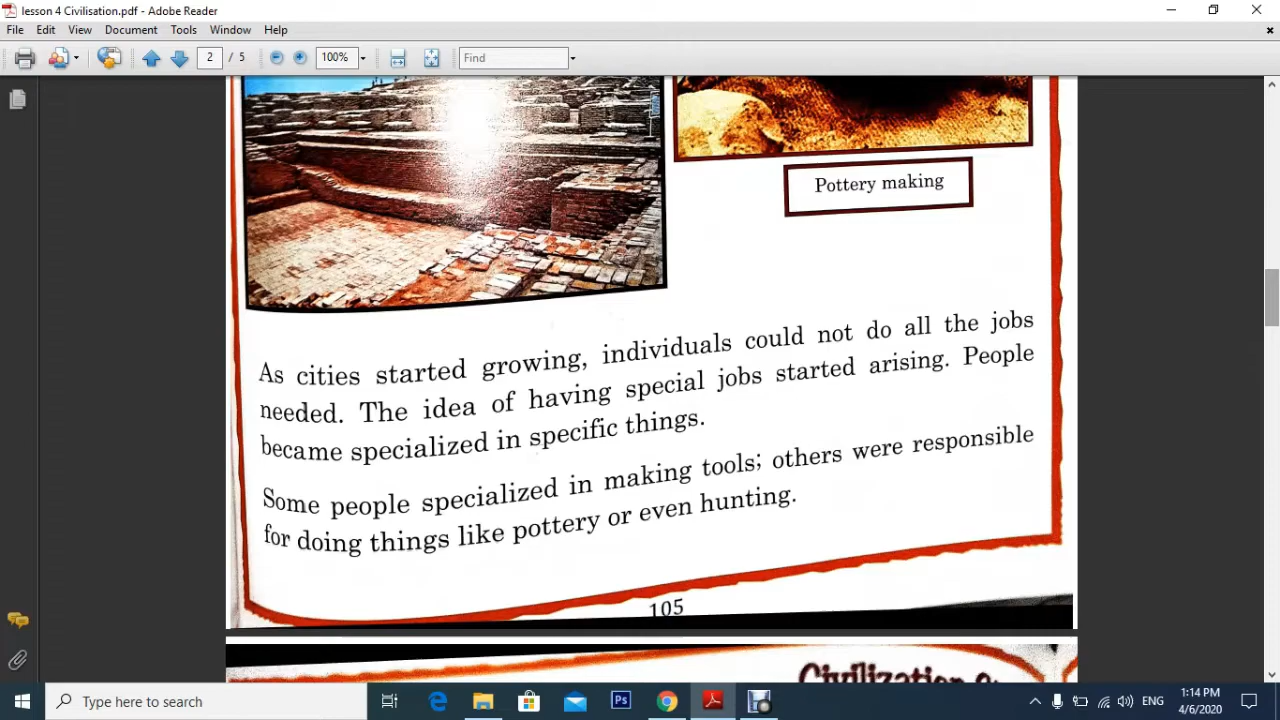 lesson 4 Civilisation.pdf - Adobe Reader
File Edit View Document Tools Window Help
2 / 5 100% Find
Pottery making
As cities started growing, individuals could not do all the jobs
needed. The idea of having special jobs started arising. People
became specialized in specific things.
Some people specialized in making tools; others were responsible
for doing things like pottery or even hunting.
105
Type here to search
Ps
ENG
1:14 PM
4/6/2020